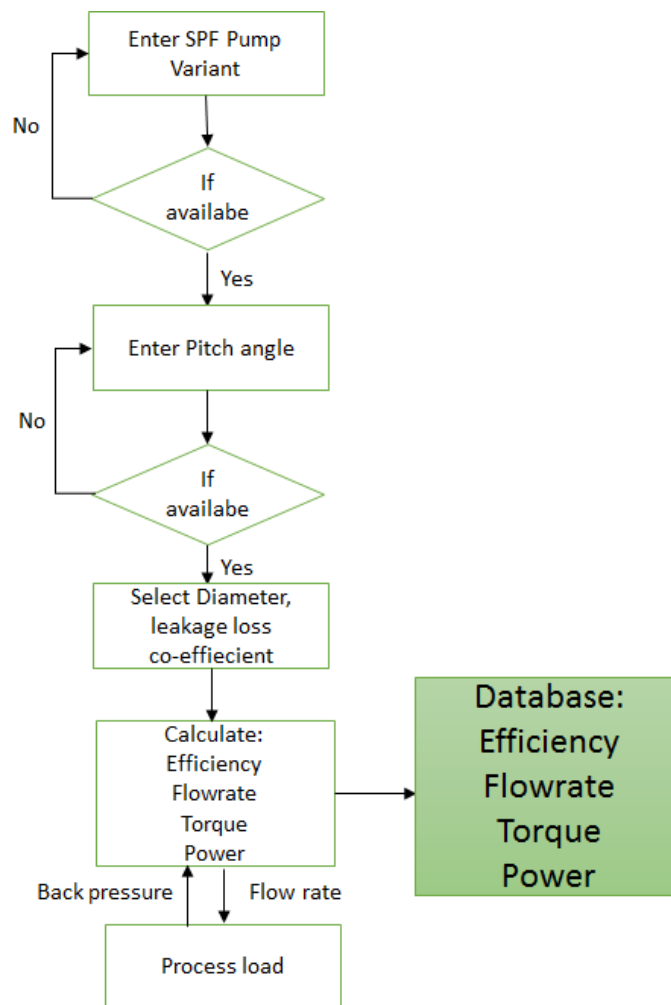 Enter SPF Pump
Variant
No
If
availabe
Yes
Enter Pitch angle
No
If
availabe
Yes
Select Diameter,
leakage loss
co-effiecient
Calculate:
Efficiency
Flowrate
Torque
Power
Database:
Efficiency
Flowrate
Torque
Power
Back pressure
Flow rate
Process load